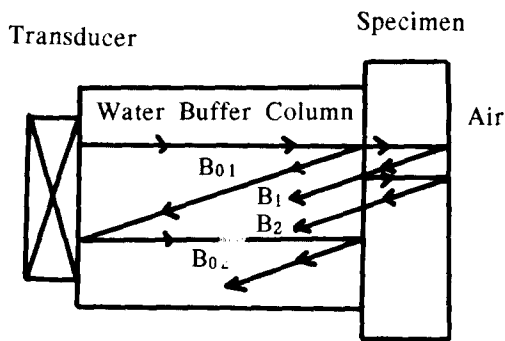 Specimen
Transducer
Water Buffer Column
Air
B01
B1
B2